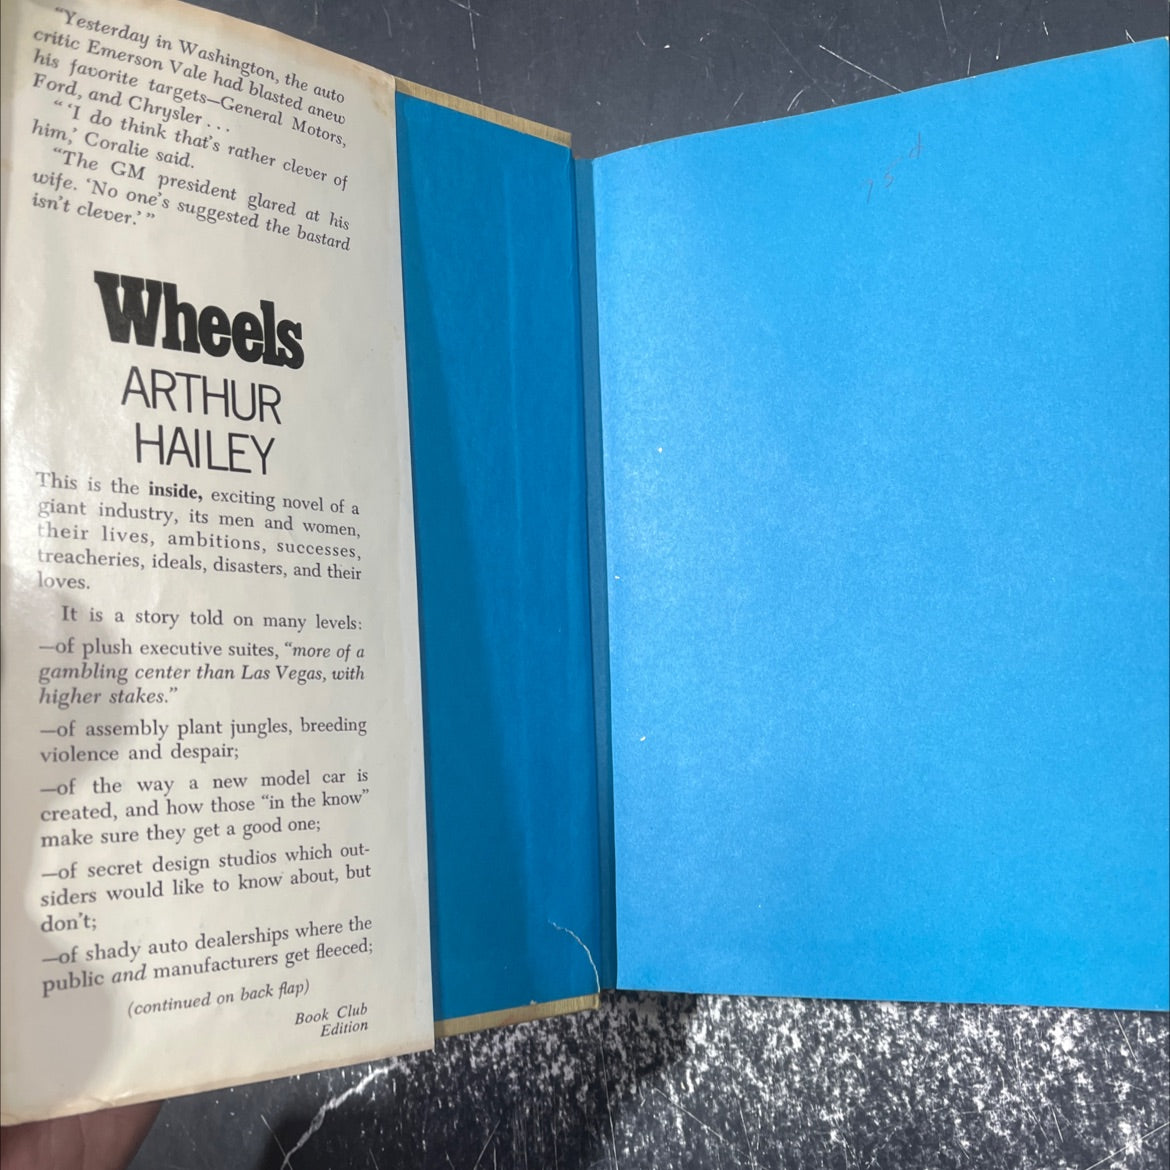 "Yesterday in Washington, the auto
critic Emerson Vale had blasted anew
his favorite targets—General Motors,
Ford, and Chrysler . . .
"'I do think that's rather clever of
him,' Coralie said.
"The GM president glared at his
wife. 'No one's suggested the bastard
isn't clever.'"
Wheels
ARTHUR
HAILEY
This is the inside, exciting novel of a
giant industry, its men and women,
their lives, ambitions, successes,
treacheries, ideals, disasters, and their
loves.
It is a story told on many levels:
—of plush executive suites, "more of a
gambling center than Las Vegas, with
higher stakes."
—of assembly plant jungles, breeding
violence and despair;
—of the way a new model car is
created, and how those "in the know"
make sure they get a good one;
—of secret design studios which out-
siders would like to know about, but
don't;
—of shady auto dealerships where the
public and manufacturers get fleeced;
(continued on back flap)
Book Club
Edition